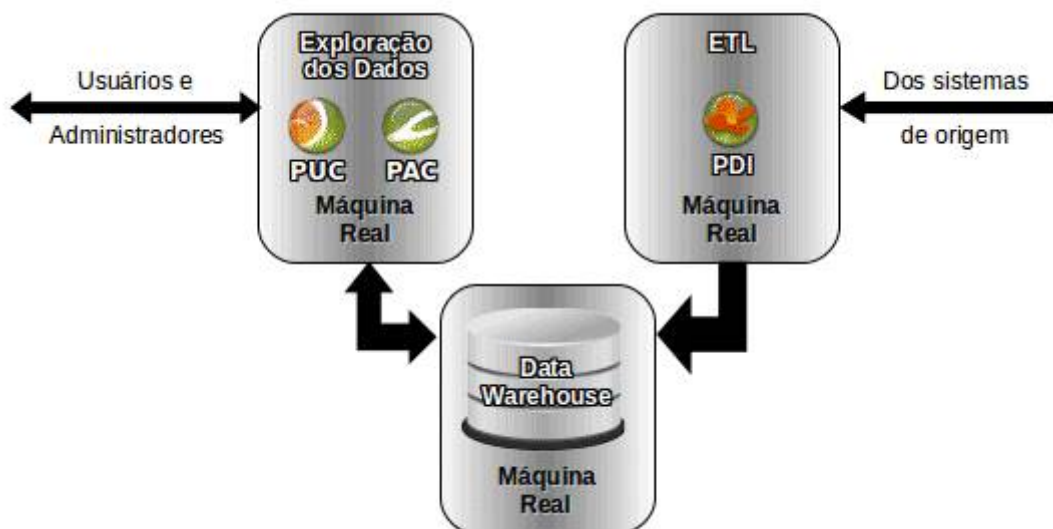 Usuários e
Administradores
Exploração
dos Dados
PUC
PAC
Máquina
Real
ETL
PDI
Máquina
Real
Dos sistemas
de origem
Data
Warehouse
Máquina
Real